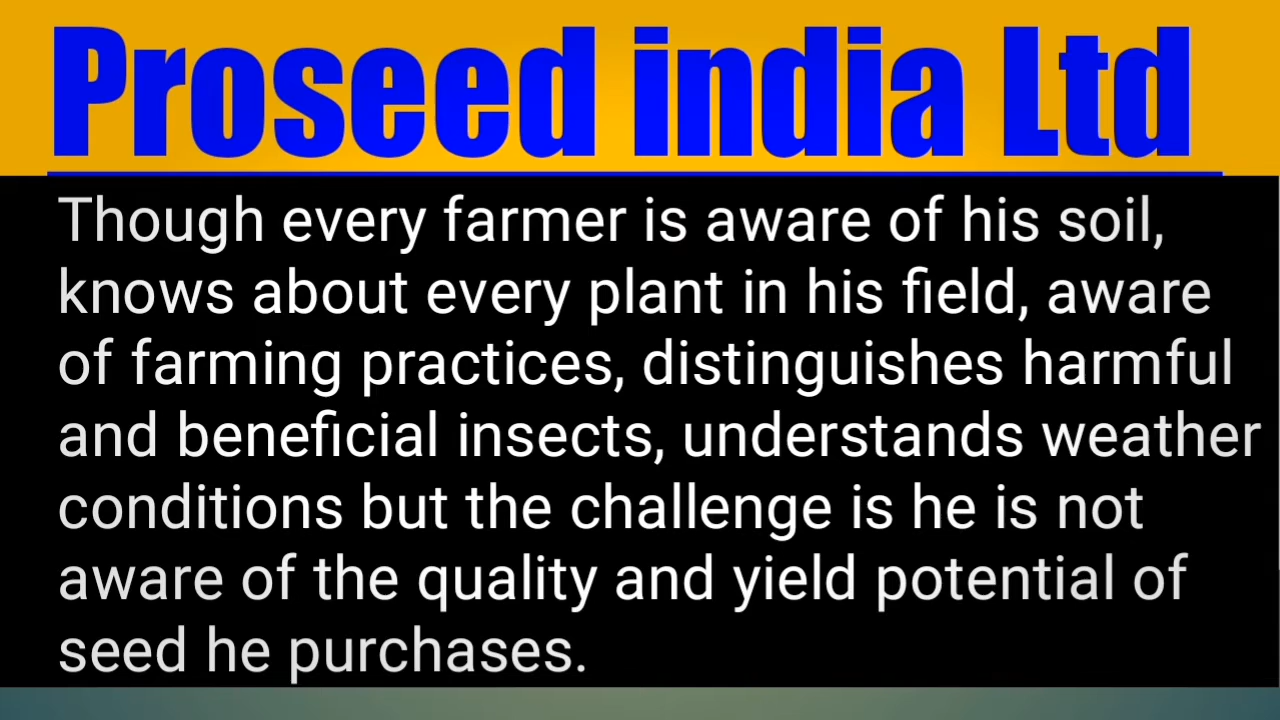 Proseed india Ltd
Though every farmer is aware of his soil,
knows about every plant in his field, aware
of farming practices, distinguishes harmful
and beneficial insects, understands weather
conditions but the challenge is he is not
aware of the quality and yield potential of
seed he purchases.